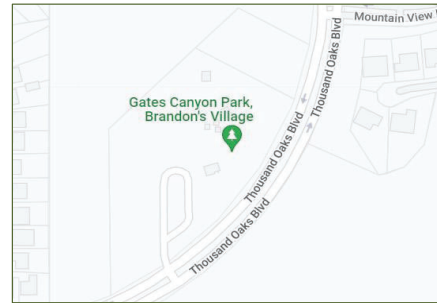 Mountain View
Gates Canyon Park,
Brandon's Village
Thousand Oaks Blvd
Thousand Oaks Blvd
Thousand Oaks Blvd
Thousand Oaks Blvd